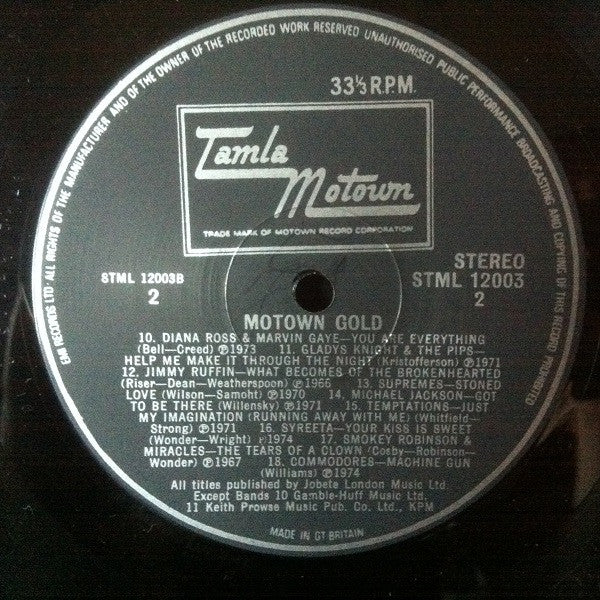 EMI RECORDS LTD · ALL RIGHTS OF THE MANUFACTURER AND OF THE OWNER OF THE RECORDED WORK RESERVED UNAUTHORISED PUBLIC PERFORMANCE BROADCASTING AND COPYING OF THIS RECORD PROHIBITED
33⅓ R.P.M.
Tamla
Motown
TRADE MARK OF MOTOWN RECORD CORPORATION
STML 12003B
2
STEREO
STML 12003
2
MOTOWN GOLD
10. DIANA ROSS & MARVIN GAYE—YOU ARE EVERYTHING
(Bell—Creed) ℗1973 11. GLADYS KNIGHT & THE PIPS—
HELP ME MAKE IT THROUGH THE NIGHT (Kristofferson) ℗1971
12. JIMMY RUFFIN—WHAT BECOMES OF THE BROKENHEARTED
(Riser—Dean—Weatherspoon) ℗1966 13. SUPREMES—STONED
LOVE (Wilson—Samoht) ℗1970 14. MICHAEL JACKSON—GOT
TO BE THERE (Willensky) ℗1971 15. TEMPTATIONS—JUST
MY IMAGINATION (RUNNING AWAY WITH ME) (Whitfield—
Strong) ℗1971 16. SYREETA—YOUR KISS IS SWEET
(Wonder—Wright) ℗1974 17. SMOKEY ROBINSON &
MIRACLES—THE TEARS OF A CLOWN (Cosby—Robinson—
Wonder) ℗1967 18. COMMODORES—MACHINE GUN
(Williams) ℗1974
All titles published by Jobete London Music Ltd.
Except Bands 10 Gamble-Huff Music Ltd.
11 Keith Prowse Music Pub. Co. Ltd., KPM
MADE IN GT BRITAIN